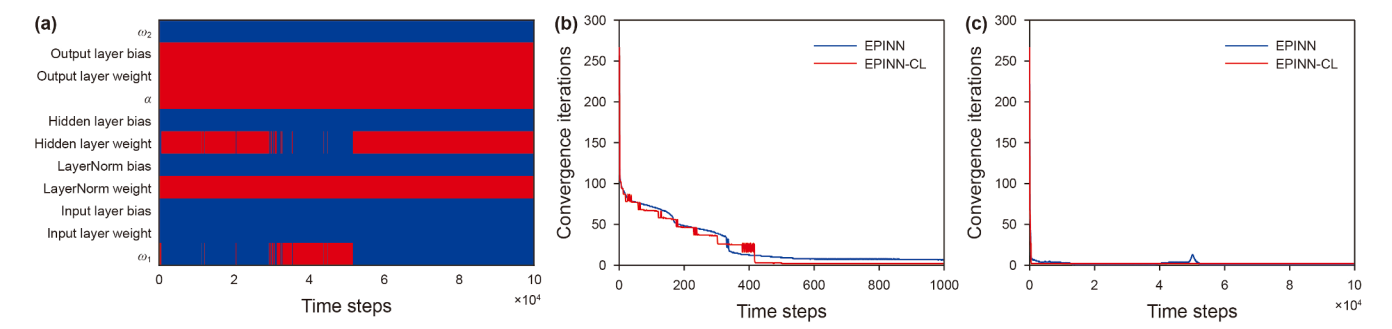 (a)
ω₂
Output layer bias
Output layer weight
α
Hidden layer bias
Hidden layer weight
LayerNorm bias
LayerNorm weight
Input layer bias
Input layer weight
ω₁
0 2 4 6 8 10
×10⁴
Time steps
(b)
300
250
200
150
100
50
0
Convergence iterations
EPINN
EPINN-CL
0 200 400 600 800 1000
Time steps
(c)
300
250
200
150
100
50
0
Convergence iterations
EPINN
EPINN-CL
0 2 4 6 8 10
×10⁴
Time steps